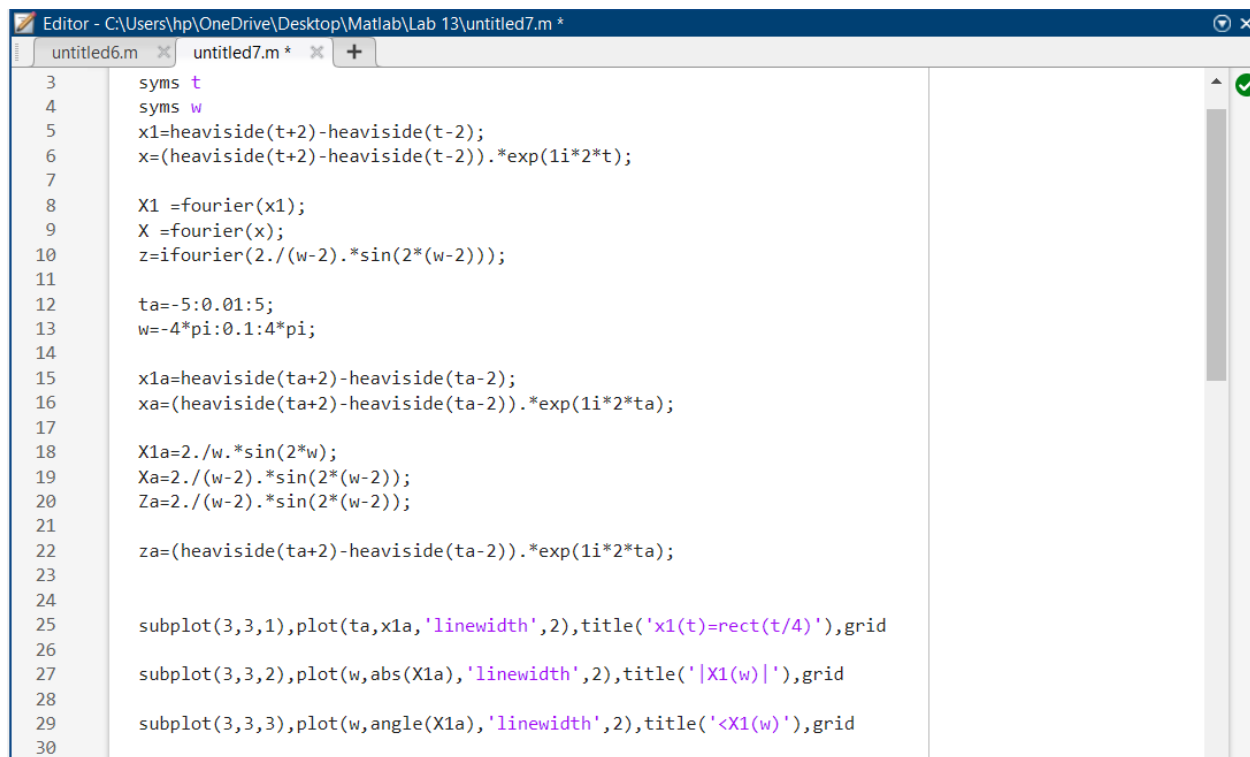 Editor - C:\Users\hp\OneDrive\Desktop\Matlab\Lab 13\untitled7.m *
untitled6.m × untitled7.m * × +
3 syms t
4 syms w
5 x1=heaviside(t+2)-heaviside(t-2);
6 x=(heaviside(t+2)-heaviside(t-2)).*exp(1i*2*t);
7
8 X1 =fourier(x1);
9 X =fourier(x);
10 z=ifourier(2./(w-2).*sin(2*(w-2)));
11
12 ta=-5:0.01:5;
13 w=-4*pi:0.1:4*pi;
14
15 x1a=heaviside(ta+2)-heaviside(ta-2);
16 xa=(heaviside(ta+2)-heaviside(ta-2)).*exp(1i*2*ta);
17
18 X1a=2./w.*sin(2*w);
19 Xa=2./(w-2).*sin(2*(w-2));
20 Za=2./(w-2).*sin(2*(w-2));
21
22 za=(heaviside(ta+2)-heaviside(ta-2)).*exp(1i*2*ta);
23
24
25 subplot(3,3,1),plot(ta,x1a,'linewidth',2),title('x1(t)=rect(t/4)'),grid
26
27 subplot(3,3,2),plot(w,abs(X1a),'linewidth',2),title('|X1(w)|'),grid
28
29 subplot(3,3,3),plot(w,angle(X1a),'linewidth',2),title('<X1(w)'),grid
30